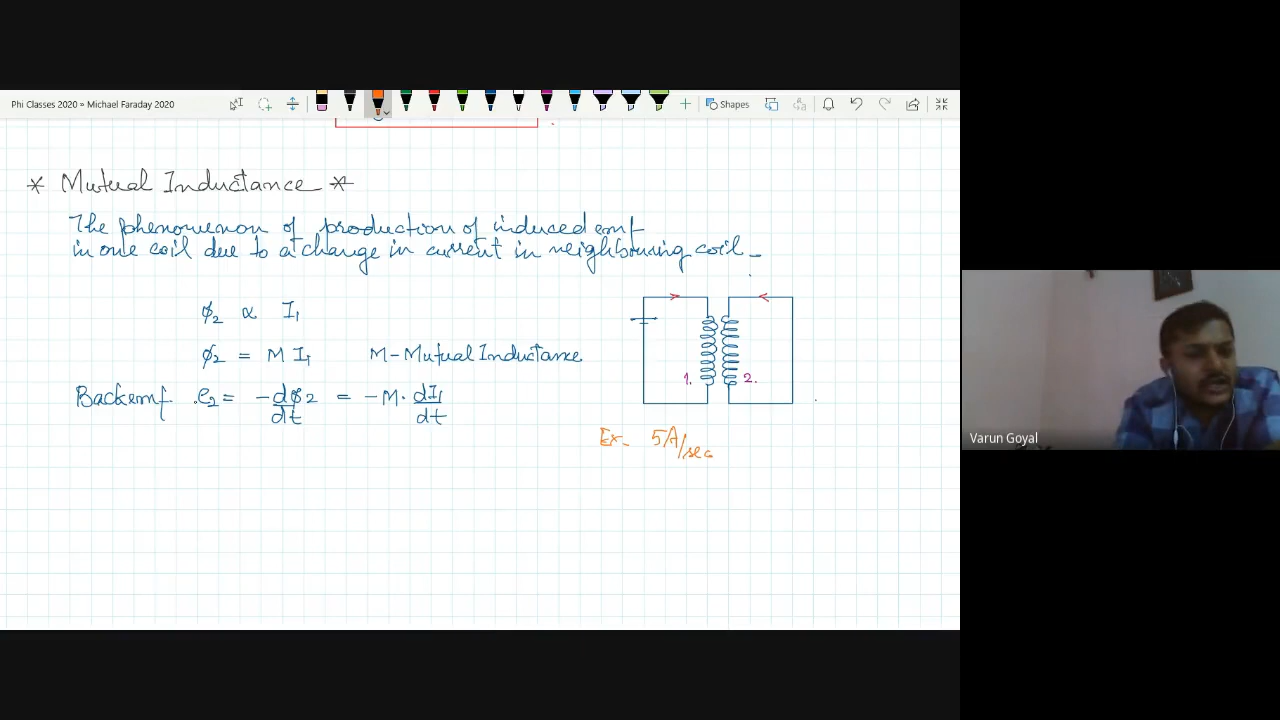 Phi Classes 2020 » Michael Faraday 2020
Shapes
* Mutual Inductance *
The phenomenon of production of induced emf
in one coil due to a change in current in neighbouring coil.
ϕ₂ ∝ I₁
ϕ₂ = M I₁ M - Mutual Inductance
Back emf e₂ = -dϕ₂/dt = -M · dI₁/dt
1. 2.
Ex- 5A/sec
Varun Goyal